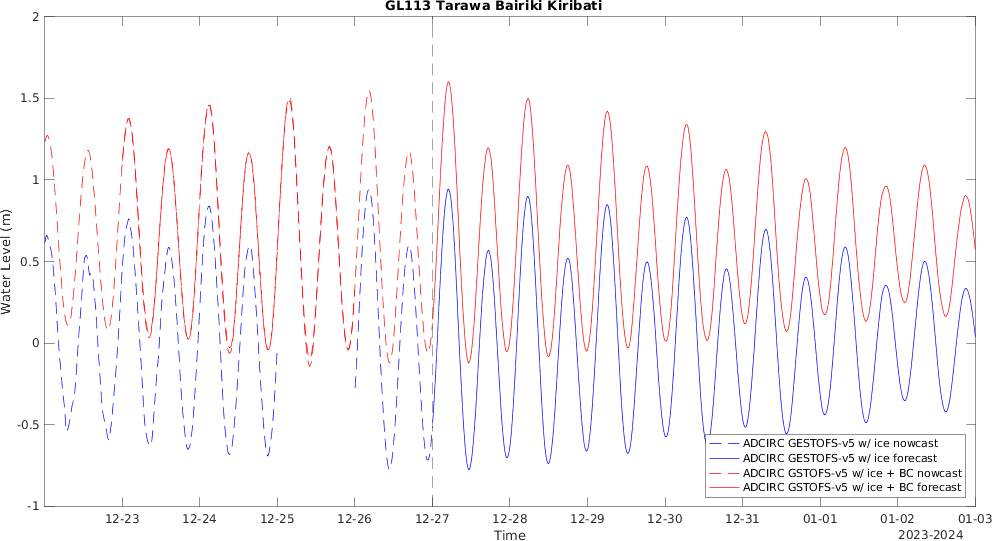 GL113 Tarawa Bairiki Kiribati
2
1.5
1
0.5
0
-0.5
-1
Water Level (m)
12-23 12-24 12-25 12-26 12-27 12-28 12-29 12-30 12-31 01-01 01-02 01-03
Time
2023-2024
ADCIRC GESTOFS-v5 w/ ice nowcast
ADCIRC GESTOFS-v5 w/ ice forecast
ADCIRC GSTOFS-v5 w/ ice + BC nowcast
ADCIRC GSTOFS-v5 w/ ice + BC forecast